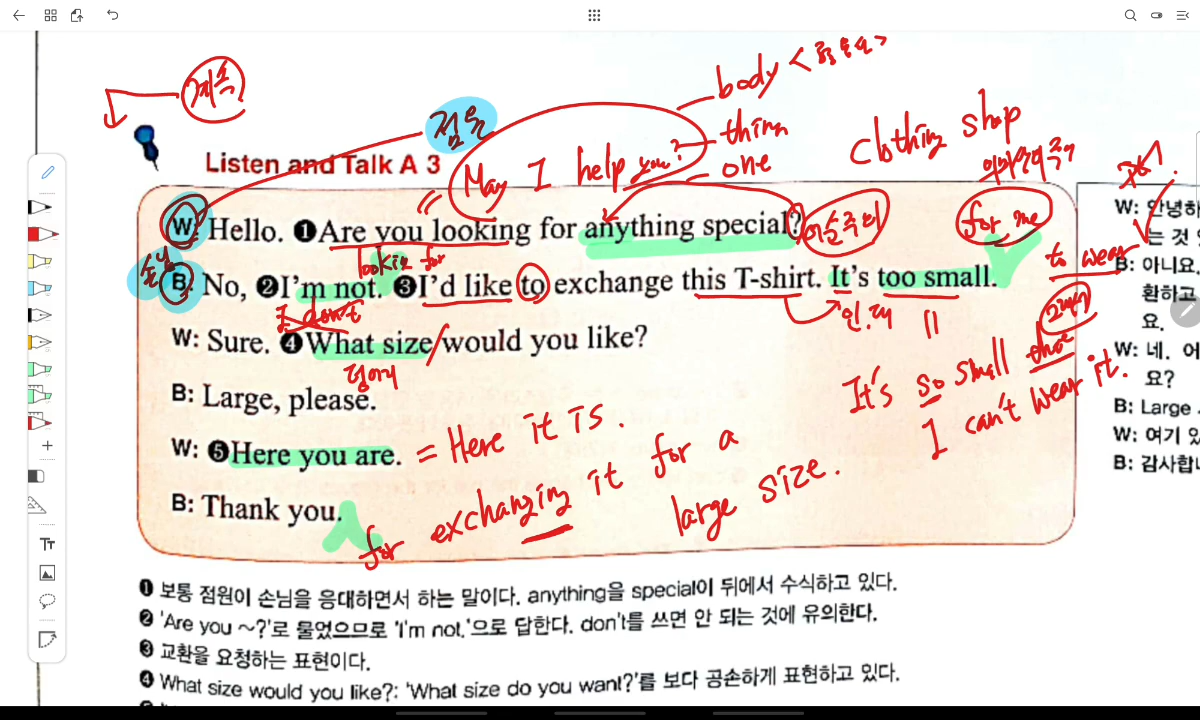 계속
body
점원
thing
clothing shop
Listen and Talk A 3
May I help you?
one
W: Hello. ❶Are you looking for anything special?
어순주의
for me
손님
looking for
to wear
B: No, ❷I'm not. ❸I'd like to exchange this T-shirt. It's too small.
I don't
W: Sure. ❹What size/would you like?
덩어리
It's so small that
I can't wear it.
B: Large, please.
W: ❺Here you are. = Here it is.
B: Thank you.
for exchanging it for a
large size.
❶ 보통 점원이 손님을 응대하면서 하는 말이다. anything을 special이 뒤에서 수식하고 있다.
❷ 'Are you ~?'로 물었으므로 'I'm not.'으로 답한다. don't를 쓰면 안 되는 것에 유의한다.
❸ 교환을 요청하는 표현이다.
❹ What size would you like?: 'What size do you want?'를 보다 공손하게 표현하고 있다.
W: 안녕하
는 것 있
B: 아니요.
환하고
요.
W: 네. 어
요?
B: Large
W: 여기 있
B: 감사합니
Tт